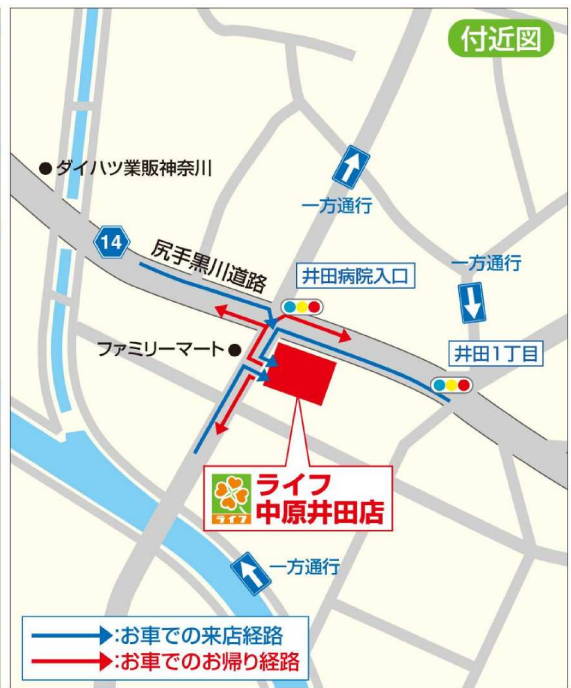 付近図
ダイハツ業販神奈川
一方通行
14
尻手黒川道路
井田病院入口
一方通行
ファミリーマート
井田1丁目
ライフ
ライフ
中原井田店
一方通行
:お車での来店経路
:お車でのお帰り経路